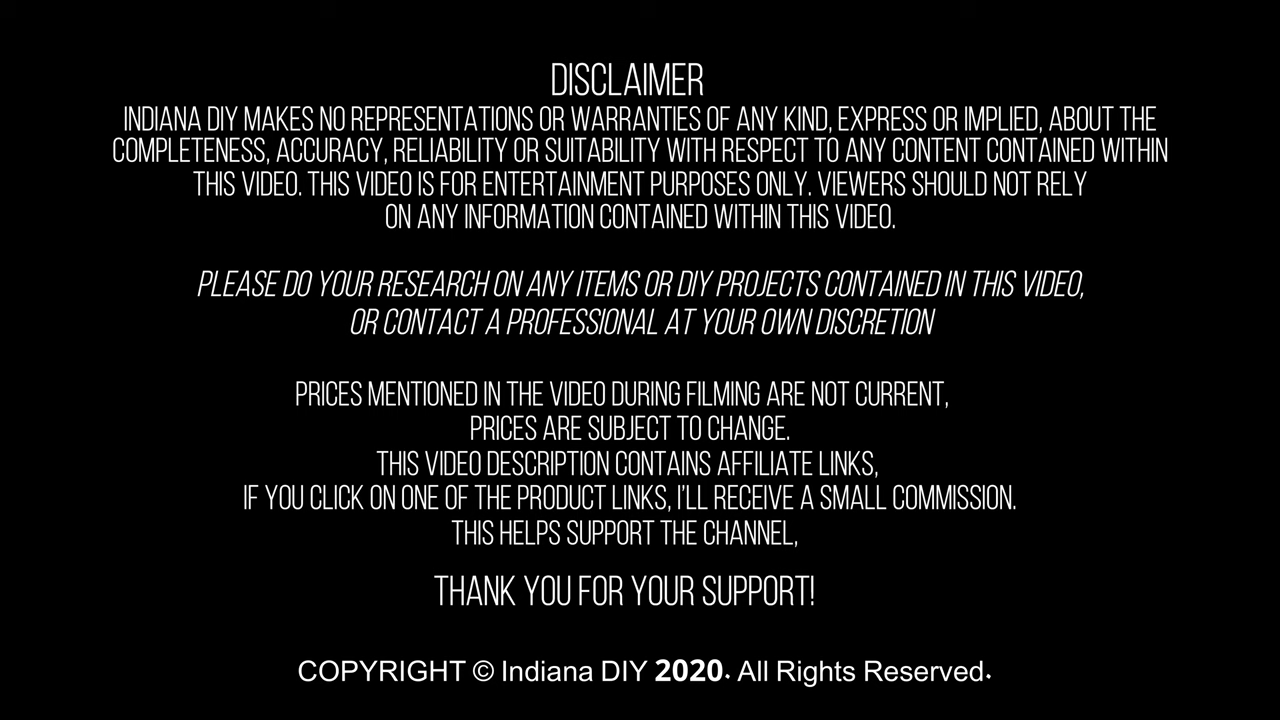 DISCLAIMER
INDIANA DIY MAKES NO REPRESENTATIONS OR WARRANTIES OF ANY KIND, EXPRESS OR IMPLIED, ABOUT THE
COMPLETENESS, ACCURACY, RELIABILITY OR SUITABILITY WITH RESPECT TO ANY CONTENT CONTAINED WITHIN
THIS VIDEO. THIS VIDEO IS FOR ENTERTAINMENT PURPOSES ONLY. VIEWERS SHOULD NOT RELY
ON ANY INFORMATION CONTAINED WITHIN THIS VIDEO.
PLEASE DO YOUR RESEARCH ON ANY ITEMS OR DIY PROJECTS CONTAINED IN THIS VIDEO,
OR CONTACT A PROFESSIONAL AT YOUR OWN DISCRETION
PRICES MENTIONED IN THE VIDEO DURING FILMING ARE NOT CURRENT,
PRICES ARE SUBJECT TO CHANGE.
THIS VIDEO DESCRIPTION CONTAINS AFFILIATE LINKS,
IF YOU CLICK ON ONE OF THE PRODUCT LINKS, I'LL RECEIVE A SMALL COMMISSION.
THIS HELPS SUPPORT THE CHANNEL,
THANK YOU FOR YOUR SUPPORT!
COPYRIGHT © Indiana DIY 2020. All Rights Reserved.